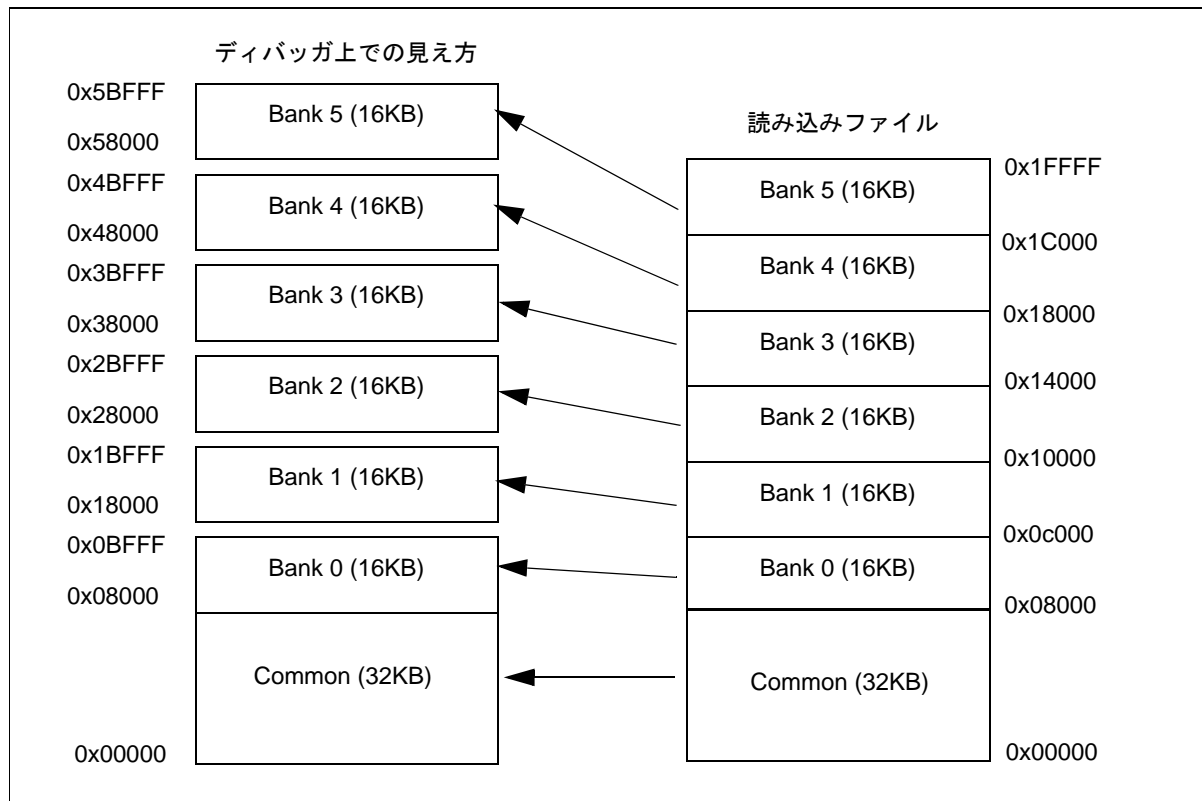 ディバッガ上での見え方
0x5BFFF
Bank 5 (16KB)
0x58000
0x4BFFF
Bank 4 (16KB)
0x48000
0x3BFFF
Bank 3 (16KB)
0x38000
0x2BFFF
Bank 2 (16KB)
0x28000
0x1BFFF
Bank 1 (16KB)
0x18000
0x0BFFF
Bank 0 (16KB)
0x08000
Common (32KB)
0x00000
読み込みファイル
0x1FFFF
Bank 5 (16KB)
0x1C000
Bank 4 (16KB)
0x18000
Bank 3 (16KB)
0x14000
Bank 2 (16KB)
0x10000
Bank 1 (16KB)
0x0c000
Bank 0 (16KB)
0x08000
Common (32KB)
0x00000